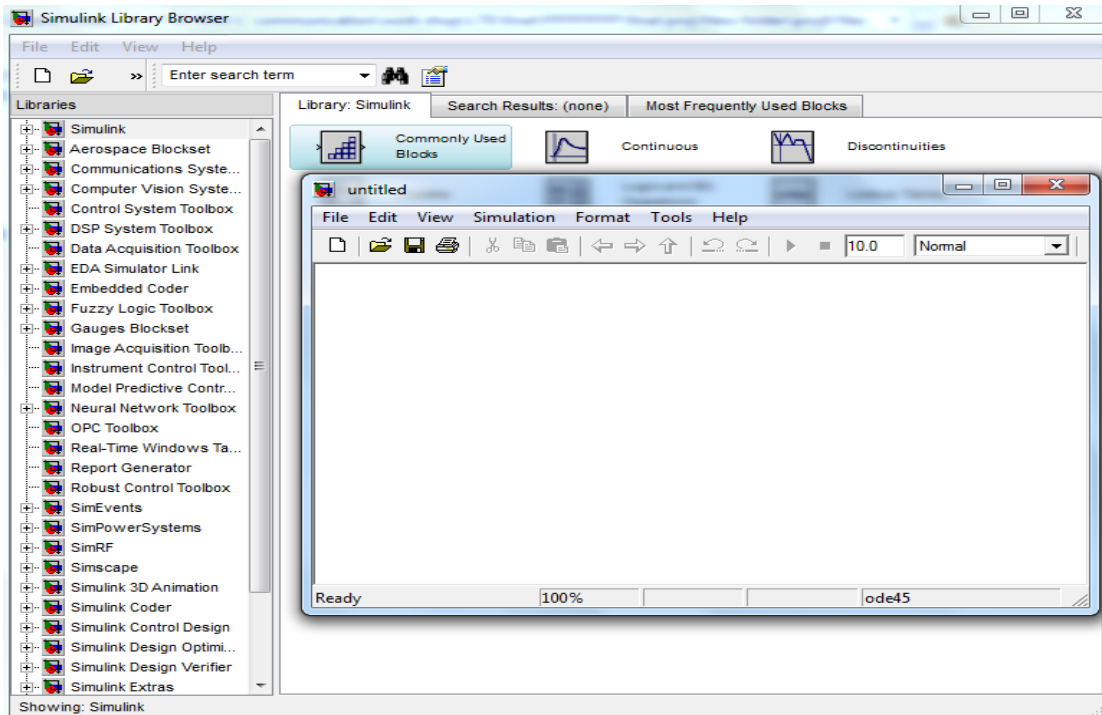 Simulink Library Browser
File Edit View Help
» Enter search term
Libraries
Library: Simulink Search Results: (none) Most Frequently Used Blocks
Simulink
Aerospace Blockset
Communications Syste...
Computer Vision Syste...
Control System Toolbox
DSP System Toolbox
Data Acquisition Toolbox
EDA Simulator Link
Embedded Coder
Fuzzy Logic Toolbox
Gauges Blockset
Image Acquisition Toolb...
Instrument Control Tool...
Model Predictive Contr...
Neural Network Toolbox
OPC Toolbox
Real-Time Windows Ta...
Report Generator
Robust Control Toolbox
SimEvents
SimPowerSystems
SimRF
Simscape
Simulink 3D Animation
Simulink Coder
Simulink Control Design
Simulink Design Optimi...
Simulink Design Verifier
Simulink Extras
Commonly Used
Blocks
Continuous
Discontinuities
untitled
File Edit View Simulation Format Tools Help
10.0 Normal
Ready 100% ode45
Showing: Simulink